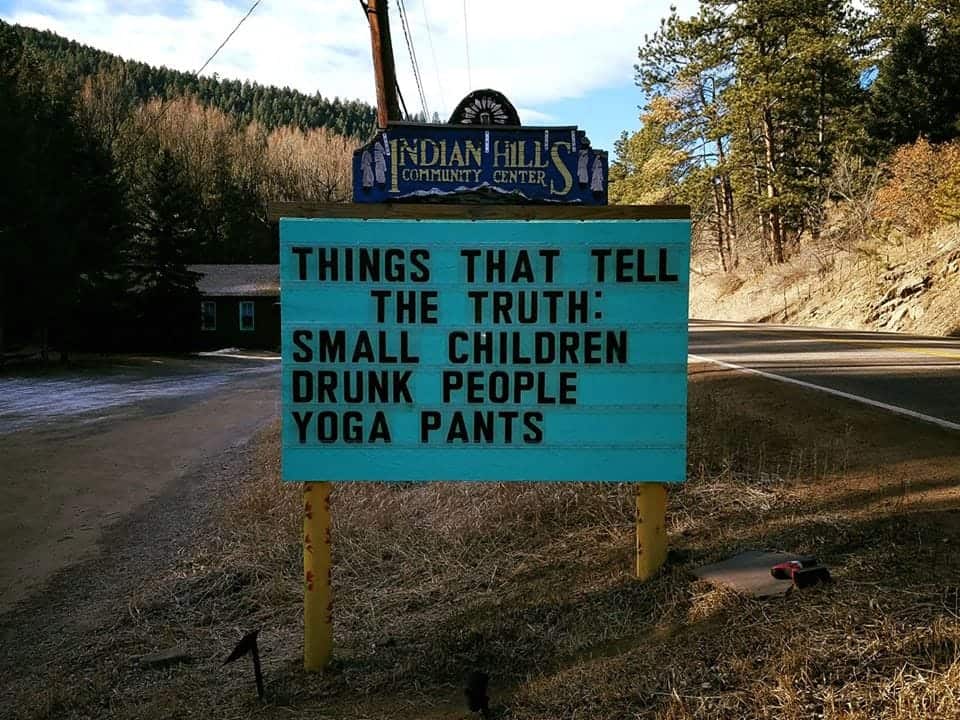 INDIAN HILLS
COMMUNITY CENTER
THINGS THAT TELL
THE TRUTH:
SMALL CHILDREN
DRUNK PEOPLE
YOGA PANTS